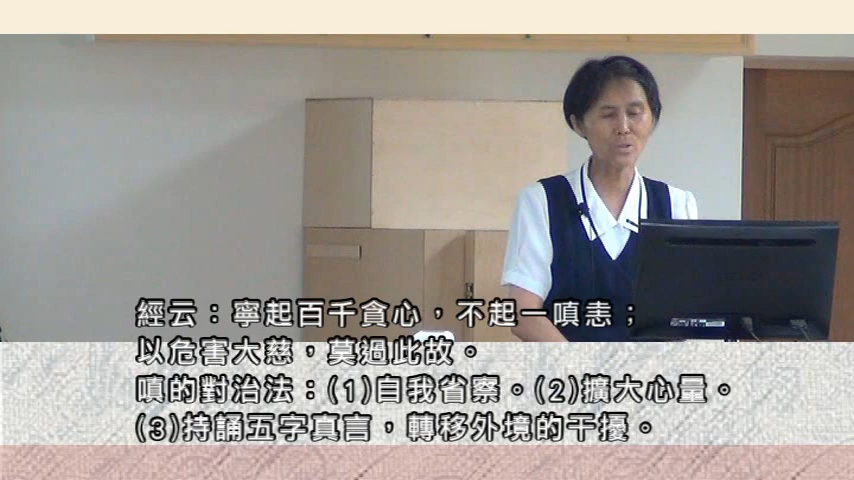 經云：寧起百千貪心，不起一嗔恚；
以危害大慈，莫過此故。
嗔的對治法：(1)自我省察。(2)擴大心量。
(3)持誦五字真言，轉移外境的干擾。